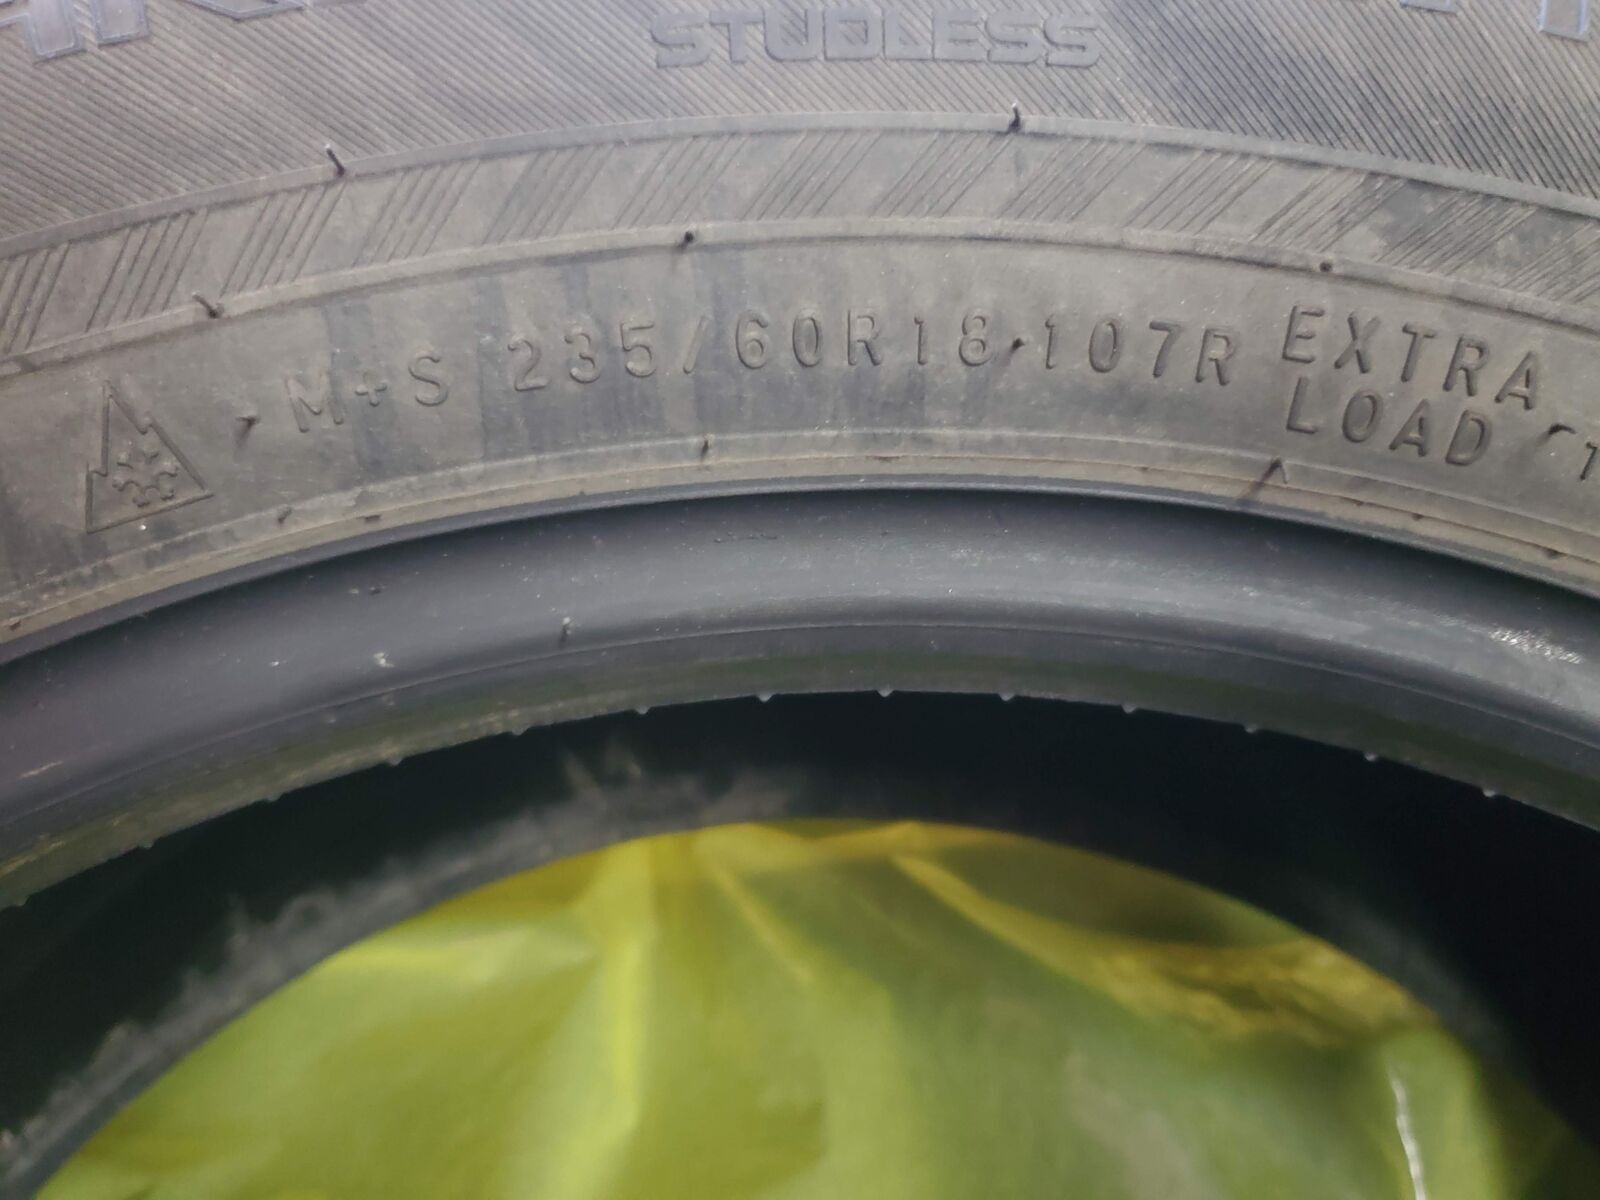 STUDLESS
M+S 235/60R18 107R EXTRA
LOAD